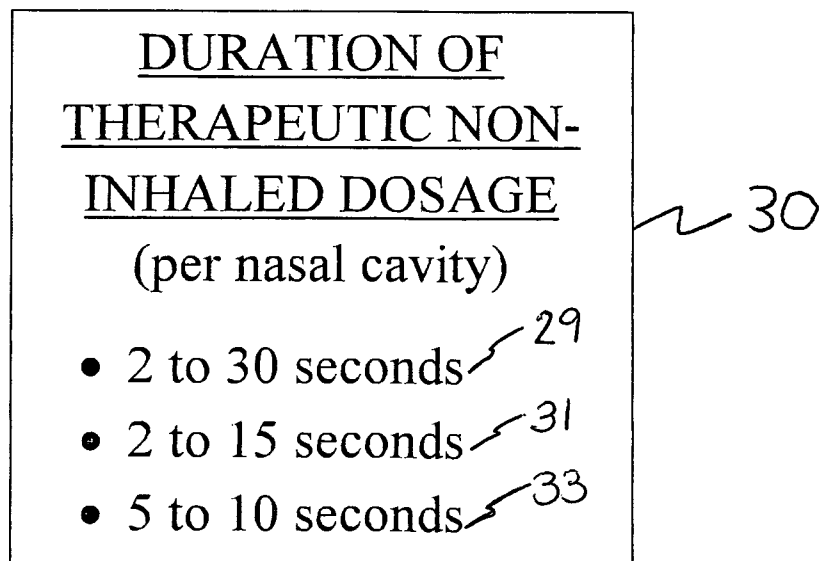 DURATION OF
THERAPEUTIC NON-
INHALED DOSAGE
(per nasal cavity)
30
• 2 to 30 seconds 29
• 2 to 15 seconds 31
• 5 to 10 seconds 33